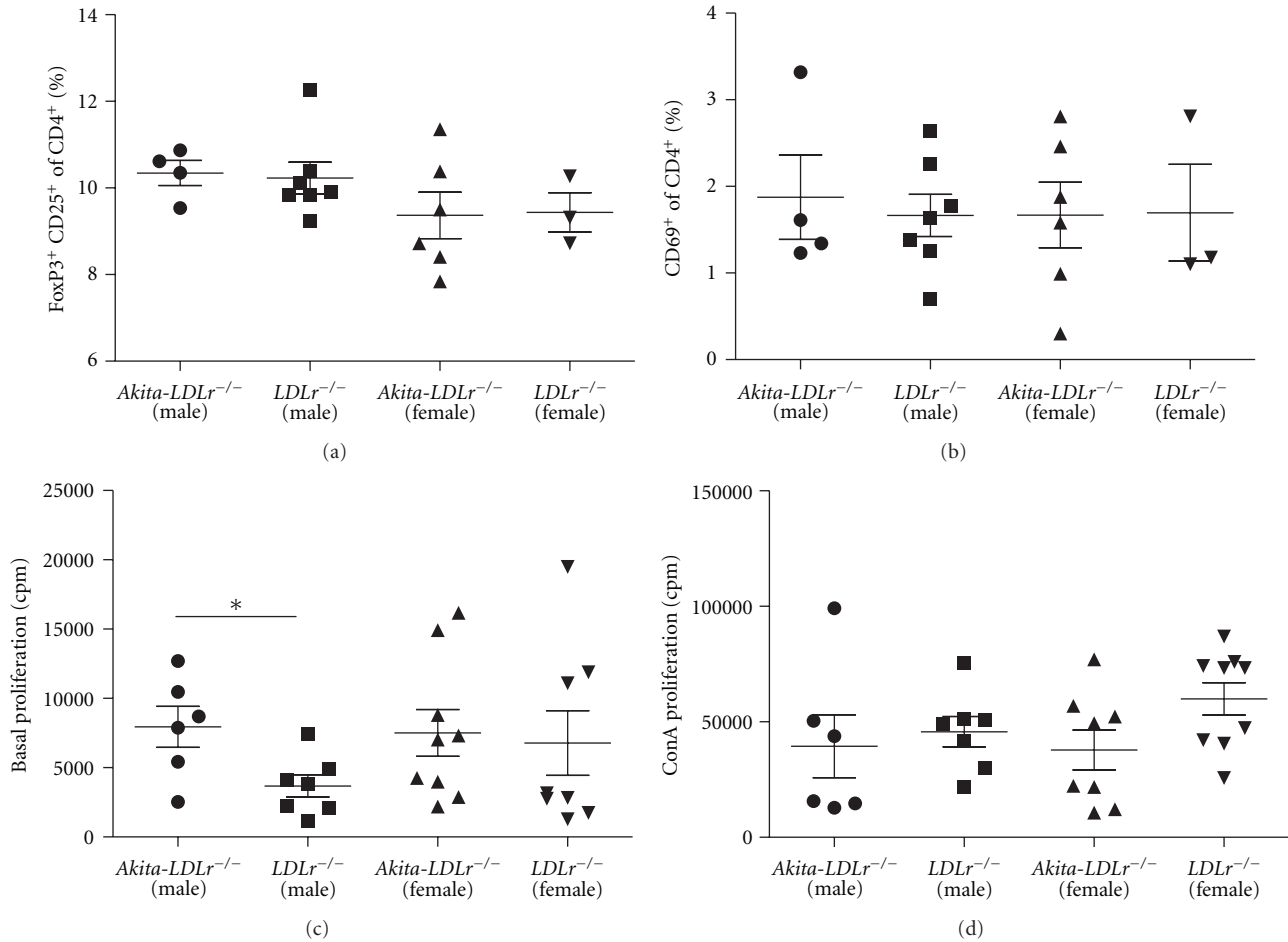 FoxP3⁺ CD25⁺ of CD4⁺ (%)
14
12
10
8
6
Akita-LDLr⁻/⁻ LDLr⁻/⁻ Akita-LDLr⁻/⁻ LDLr⁻/⁻
(male) (male) (female) (female)
(a)
CD69⁺ of CD4⁺ (%)
4
3
2
1
0
Akita-LDLr⁻/⁻ LDLr⁻/⁻ Akita-LDLr⁻/⁻ LDLr⁻/⁻
(male) (male) (female) (female)
(b)
Basal proliferation (cpm)
25000
20000
15000
10000
5000
0
*
Akita-LDLr⁻/⁻ LDLr⁻/⁻ Akita-LDLr⁻/⁻ LDLr⁻/⁻
(male) (male) (female) (female)
(c)
ConA proliferation (cpm)
150000
100000
50000
0
Akita-LDLr⁻/⁻ LDLr⁻/⁻ Akita-LDLr⁻/⁻ LDLr⁻/⁻
(male) (male) (female) (female)
(d)